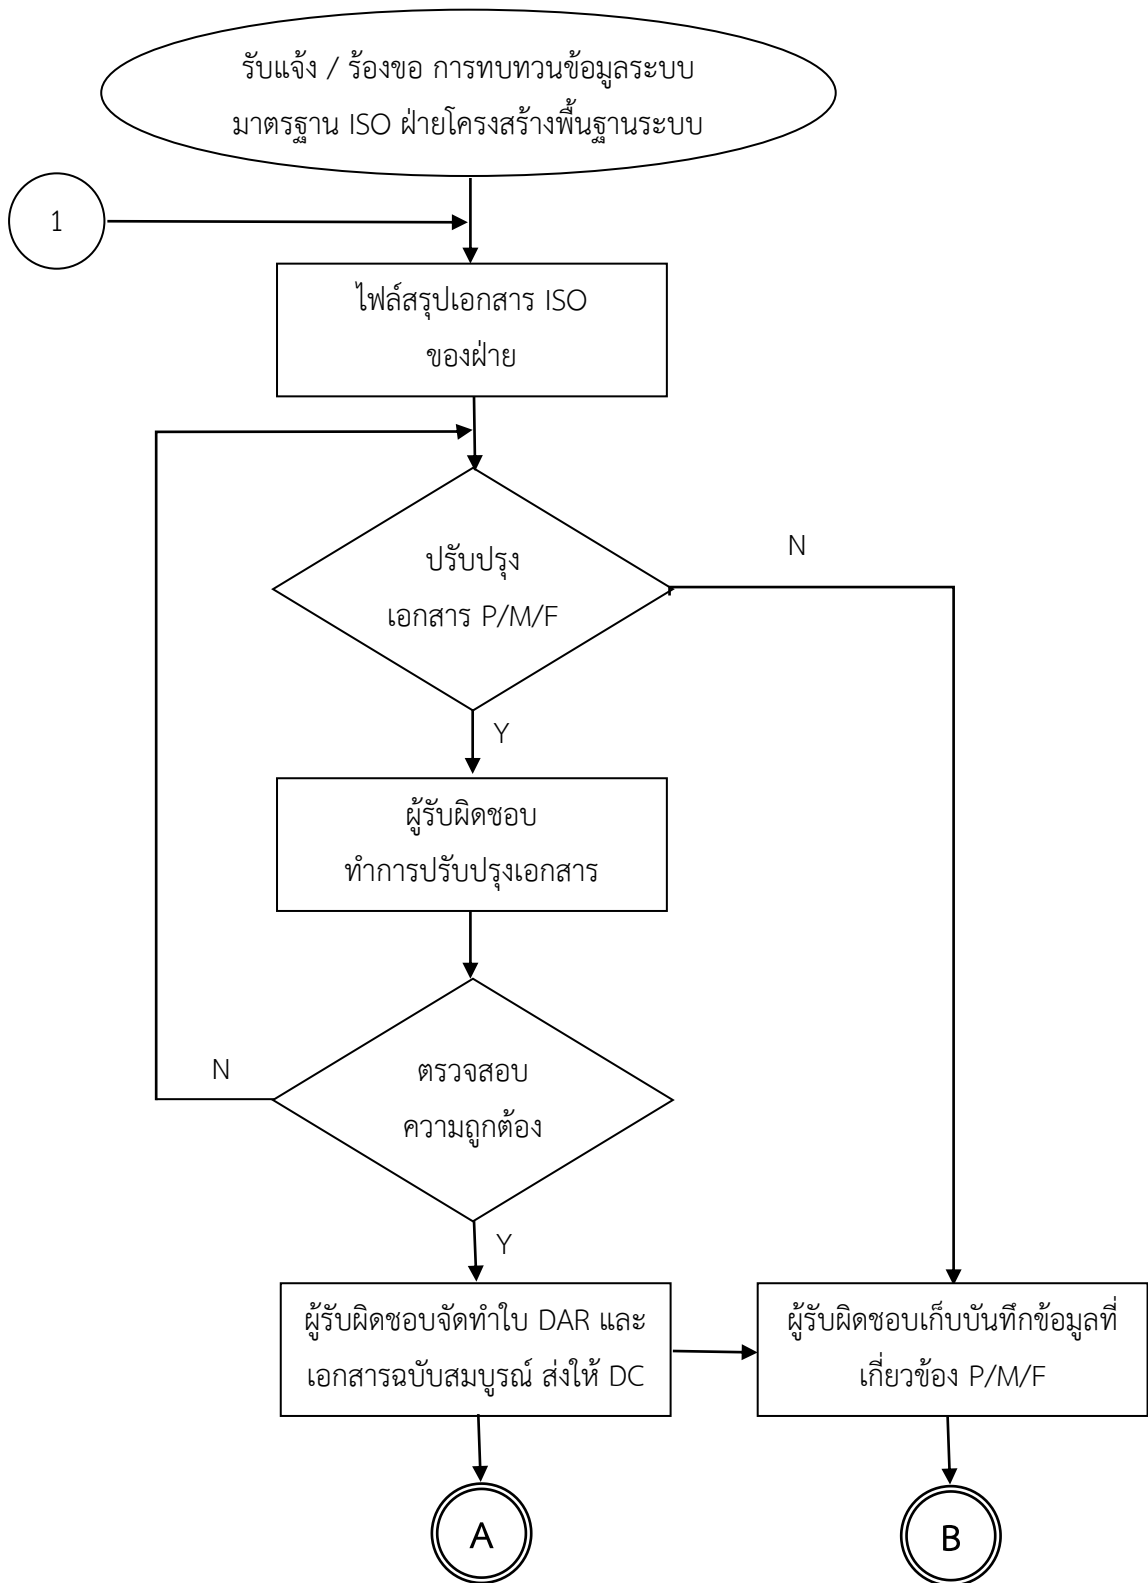 รับแจ้ง / ร้องขอ การทบทวนข้อมูลระบบ
มาตรฐาน ISO ฝ่ายโครงสร้างพื้นฐานระบบ
1
ไฟล์สรุปเอกสาร ISO
ของฝ่าย
ปรับปรุง
เอกสาร P/M/F
N
Y
ผู้รับผิดชอบ
ทำการปรับปรุงเอกสาร
N
ตรวจสอบ
ความถูกต้อง
Y
ผู้รับผิดชอบจัดทำใบ DAR และ
เอกสารฉบับสมบูรณ์ ส่งให้ DC
ผู้รับผิดชอบเก็บบันทึกข้อมูลที่
เกี่ยวข้อง P/M/F
A
B